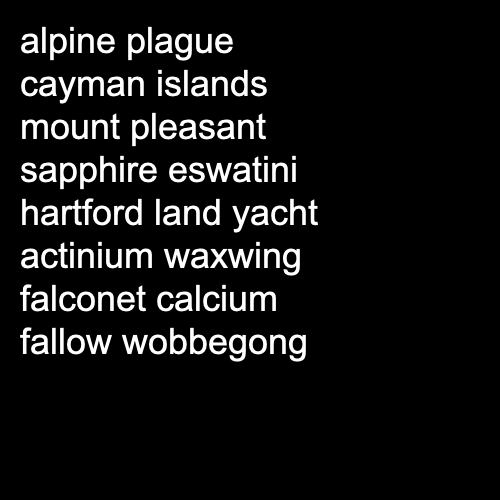 alpine plague
cayman islands
mount pleasant
sapphire eswatini
hartford land yacht
actinium waxwing
falconet calcium
fallow wobbegong